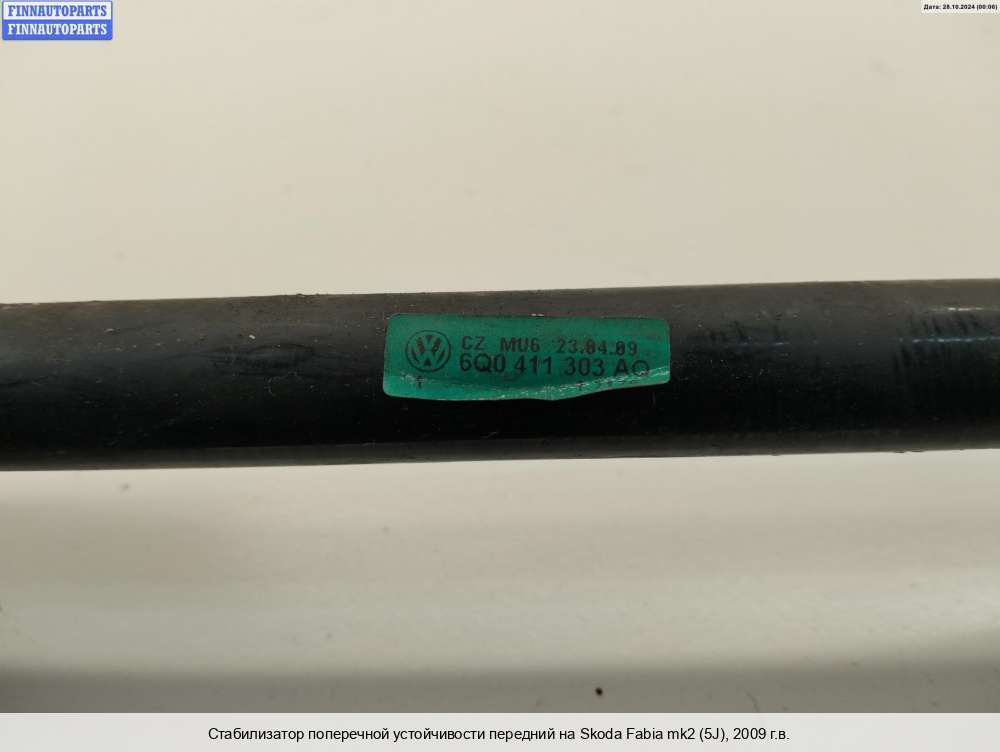 FINNAUTOPARTS
FINNAUTOPARTS
Дата: 28.10.2024 (00:06)
CZ MU6 23.04.09
6Q0 411 303 AQ
Стабилизатор поперечной устойчивости передний на Skoda Fabia mk2 (5J), 2009 г.в.